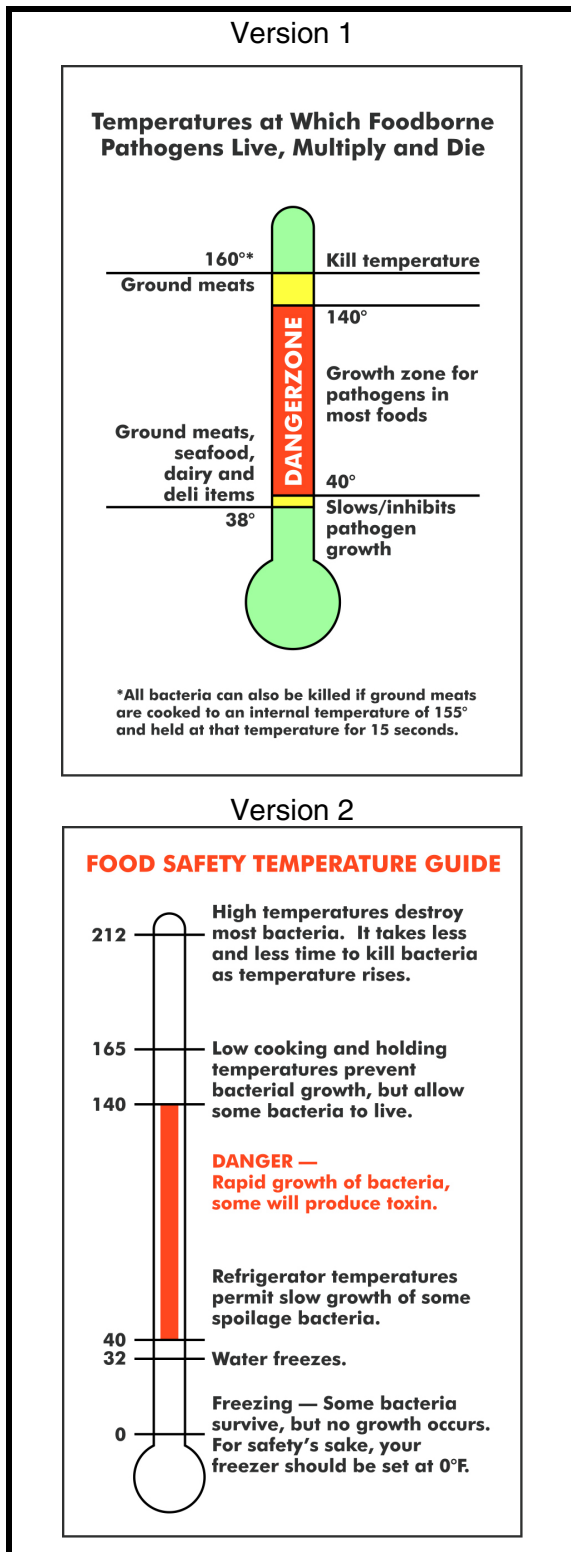 Version 1
Temperatures at Which Foodborne
Pathogens Live, Multiply and Die
160°*
Kill temperature
Ground meats
140°
DANGERZONE
Growth zone for
pathogens in
most foods
Ground meats,
seafood,
dairy and
deli items
40°
38°
Slows/inhibits
pathogen
growth
*All bacteria can also be killed if ground meats
are cooked to an internal temperature of 155°
and held at that temperature for 15 seconds.
Version 2
FOOD SAFETY TEMPERATURE GUIDE
212
High temperatures destroy
most bacteria. It takes less
and less time to kill bacteria
as temperature rises.
165
Low cooking and holding
temperatures prevent
bacterial growth, but allow
some bacteria to live.
140
DANGER —
Rapid growth of bacteria,
some will produce toxin.
Refrigerator temperatures
permit slow growth of some
spoilage bacteria.
40
32
Water freezes.
Freezing — Some bacteria
survive, but no growth occurs.
For safety's sake, your
freezer should be set at 0°F.
0